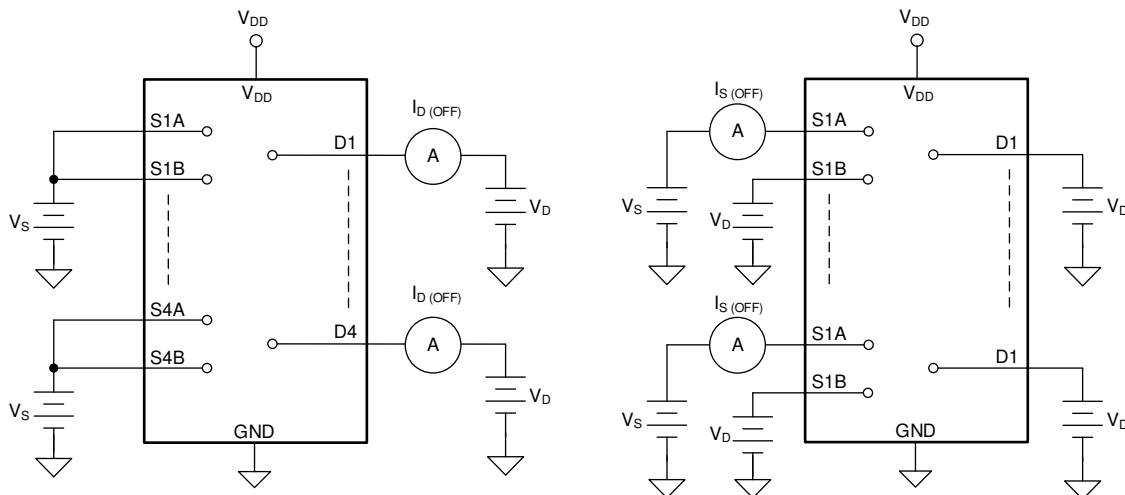 VDD
VDD
S1A
S1B
VS
D1
ID (OFF)
A
VD
S4A
S4B
VS
D4
ID (OFF)
A
VD
GND
VDD
VDD
IS (OFF)
A
S1A
S1B
VS
VD
D1
VD
IS (OFF)
A
S1A
S1B
VS
VD
D1
VD
GND